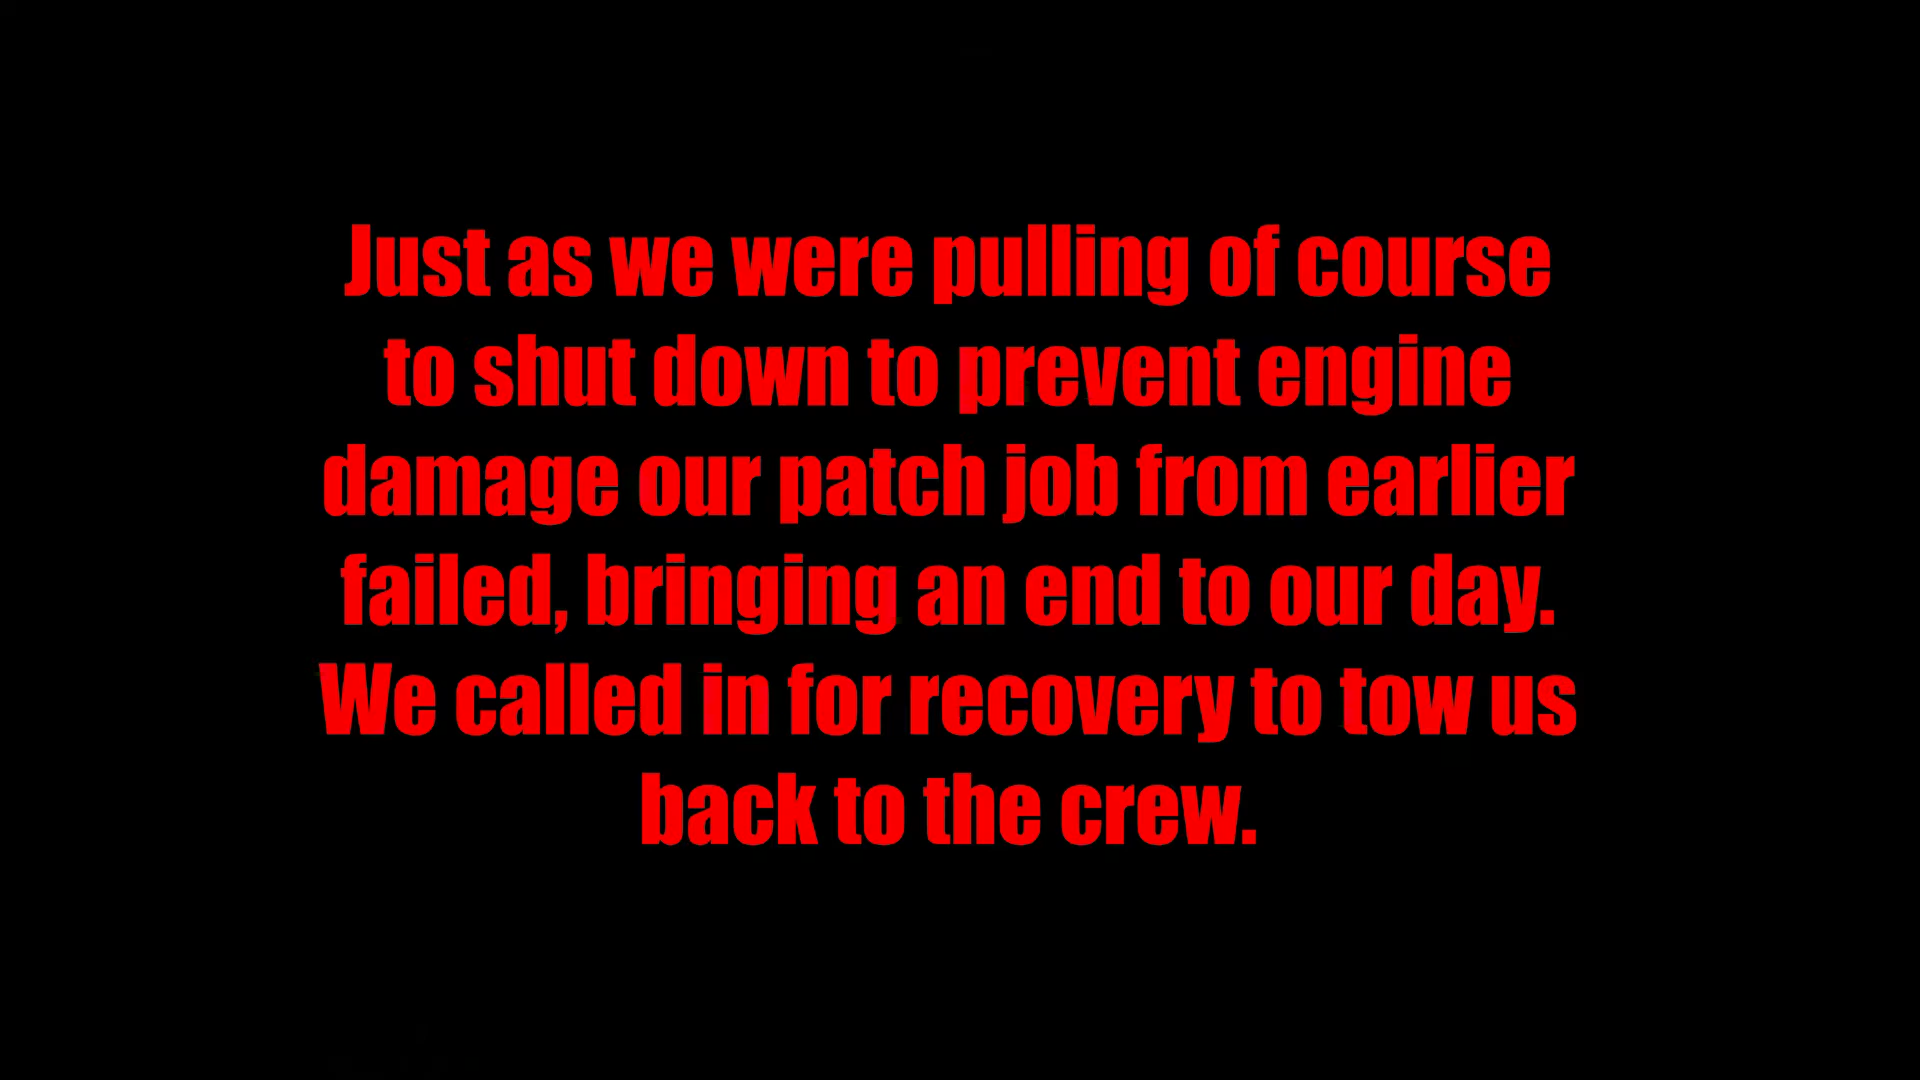 Just as we were pulling of course
to shut down to prevent engine
damage our patch job from earlier
failed, bringing an end to our day.
We called in for recovery to tow us
back to the crew.